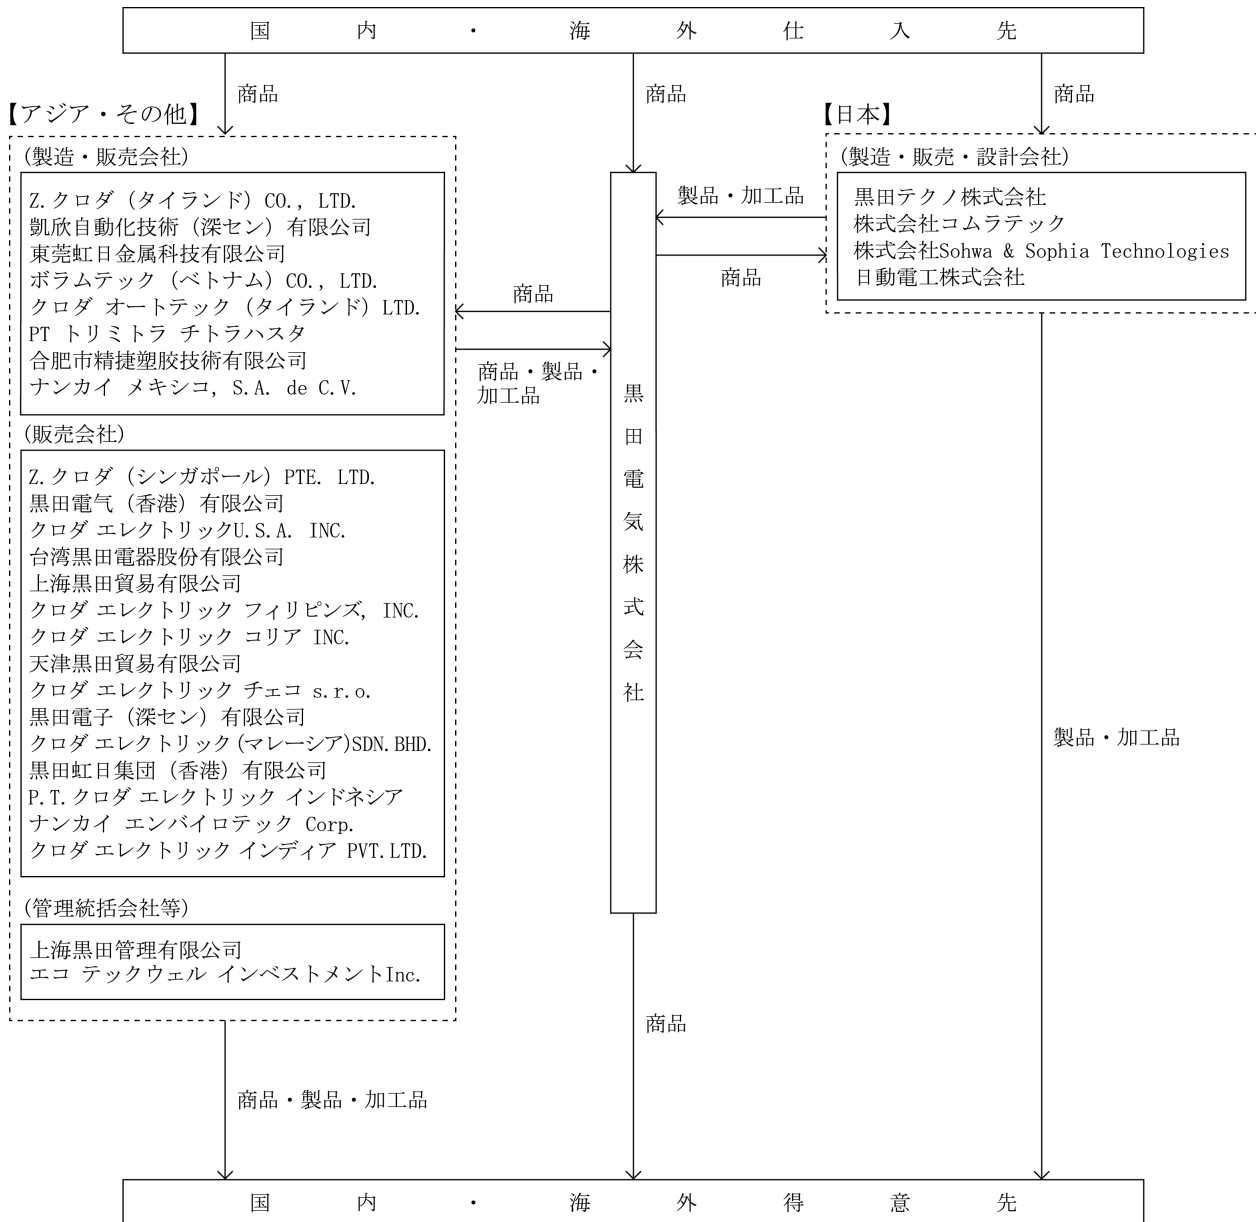 国内・海外仕入先
商品
商品
商品
【アジア・その他】
【日本】
(製造・販売会社)
Z.クロダ（タイランド）CO., LTD.
凱欣自動化技術（深セン）有限公司
東莞虹日金属科技有限公司
ボラムテック（ベトナム）CO., LTD.
クロダ オートテック（タイランド）LTD.
PT トリミトラ チトラハスタ
合肥市精捷塑胶技術有限公司
ナンカイ メキシコ, S.A. de C.V.
(販売会社)
Z.クロダ（シンガポール）PTE. LTD.
黒田電气（香港）有限公司
クロダ エレクトリックU.S.A. INC.
台湾黒田電器股份有限公司
上海黒田貿易有限公司
クロダ エレクトリック フィリピンズ, INC.
クロダ エレクトリック コリア INC.
天津黒田貿易有限公司
クロダ エレクトリック チェコ s.r.o.
黒田電子（深セン）有限公司
クロダ エレクトリック(マレーシア)SDN.BHD.
黒田虹日集団（香港）有限公司
P.T.クロダ エレクトリック インドネシア
ナンカイ エンバイロテック Corp.
クロダ エレクトリック インディア PVT.LTD.
(管理統括会社等)
上海黒田管理有限公司
エコ テックウェル インベストメントInc.
商品
商品・製品・
加工品
黒田電気株式会社
製品・加工品
商品
(製造・販売・設計会社)
黒田テクノ株式会社
株式会社コムラテック
株式会社Sohwa & Sophia Technologies
日動電工株式会社
商品・製品・加工品
商品
製品・加工品
国内・海外得意先